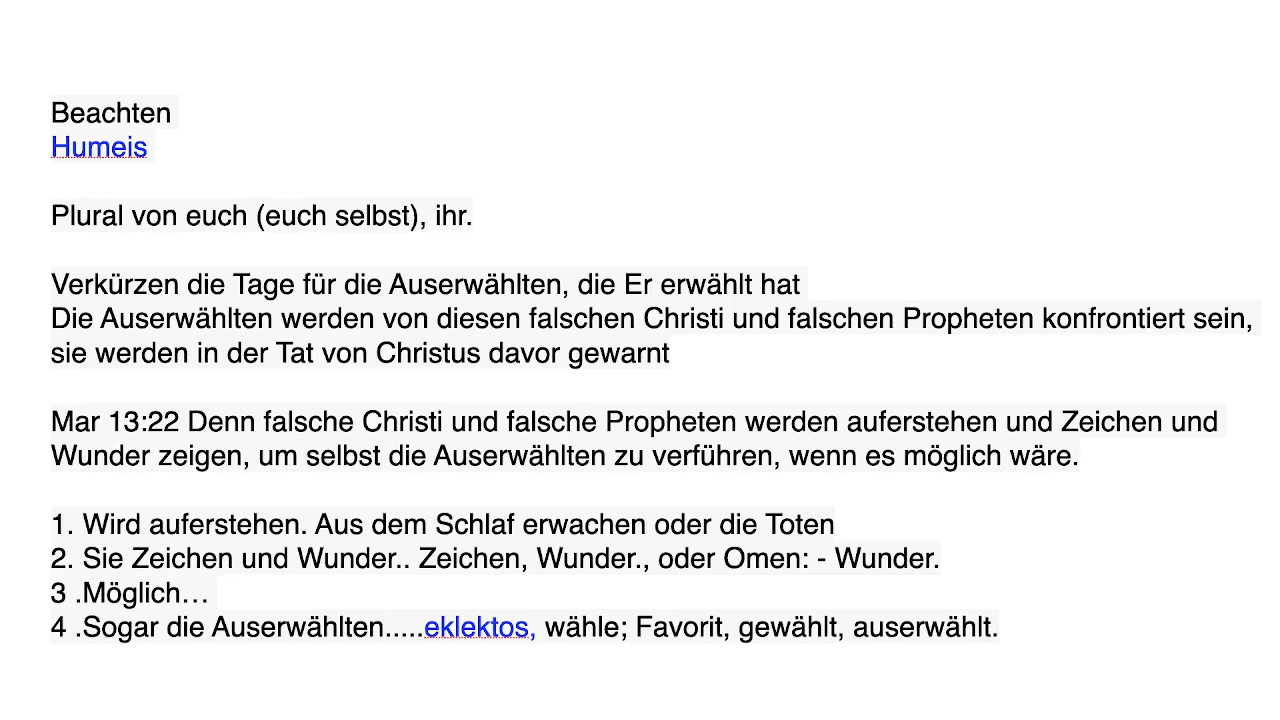 Beachten
Humeis
Plural von euch (euch selbst), ihr.
Verkürzen die Tage für die Auserwählten, die Er erwählt hat
Die Auserwählten werden von diesen falschen Christi und falschen Propheten konfrontiert sein,
sie werden in der Tat von Christus davor gewarnt
Mar 13:22 Denn falsche Christi und falsche Propheten werden auferstehen und Zeichen und
Wunder zeigen, um selbst die Auserwählten zu verführen, wenn es möglich wäre.
1. Wird auferstehen. Aus dem Schlaf erwachen oder die Toten
2. Sie Zeichen und Wunder.. Zeichen, Wunder., oder Omen: - Wunder.
3 .Möglich…
4 .Sogar die Auserwählten.....eklektos, wähle; Favorit, gewählt, auserwählt.